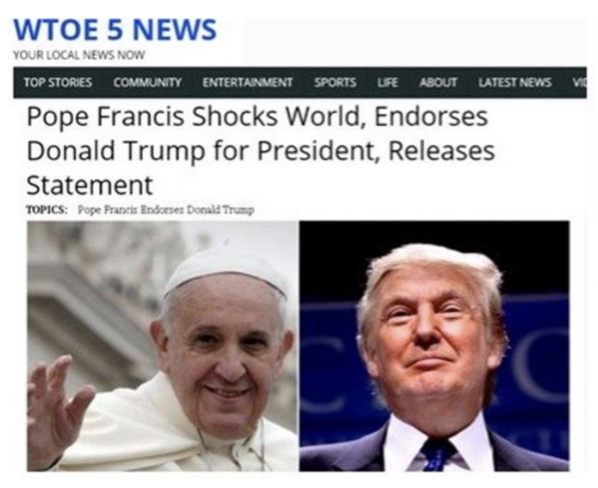 WTOE 5 NEWS
YOUR LOCAL NEWS NOW
TOP STORIES COMMUNITY ENTERTAINMENT SPORTS LIFE ABOUT LATEST NEWS
Pope Francis Shocks World, Endorses
Donald Trump for President, Releases
Statement
TOPICS: Pope Francis Endorses Donald Trump